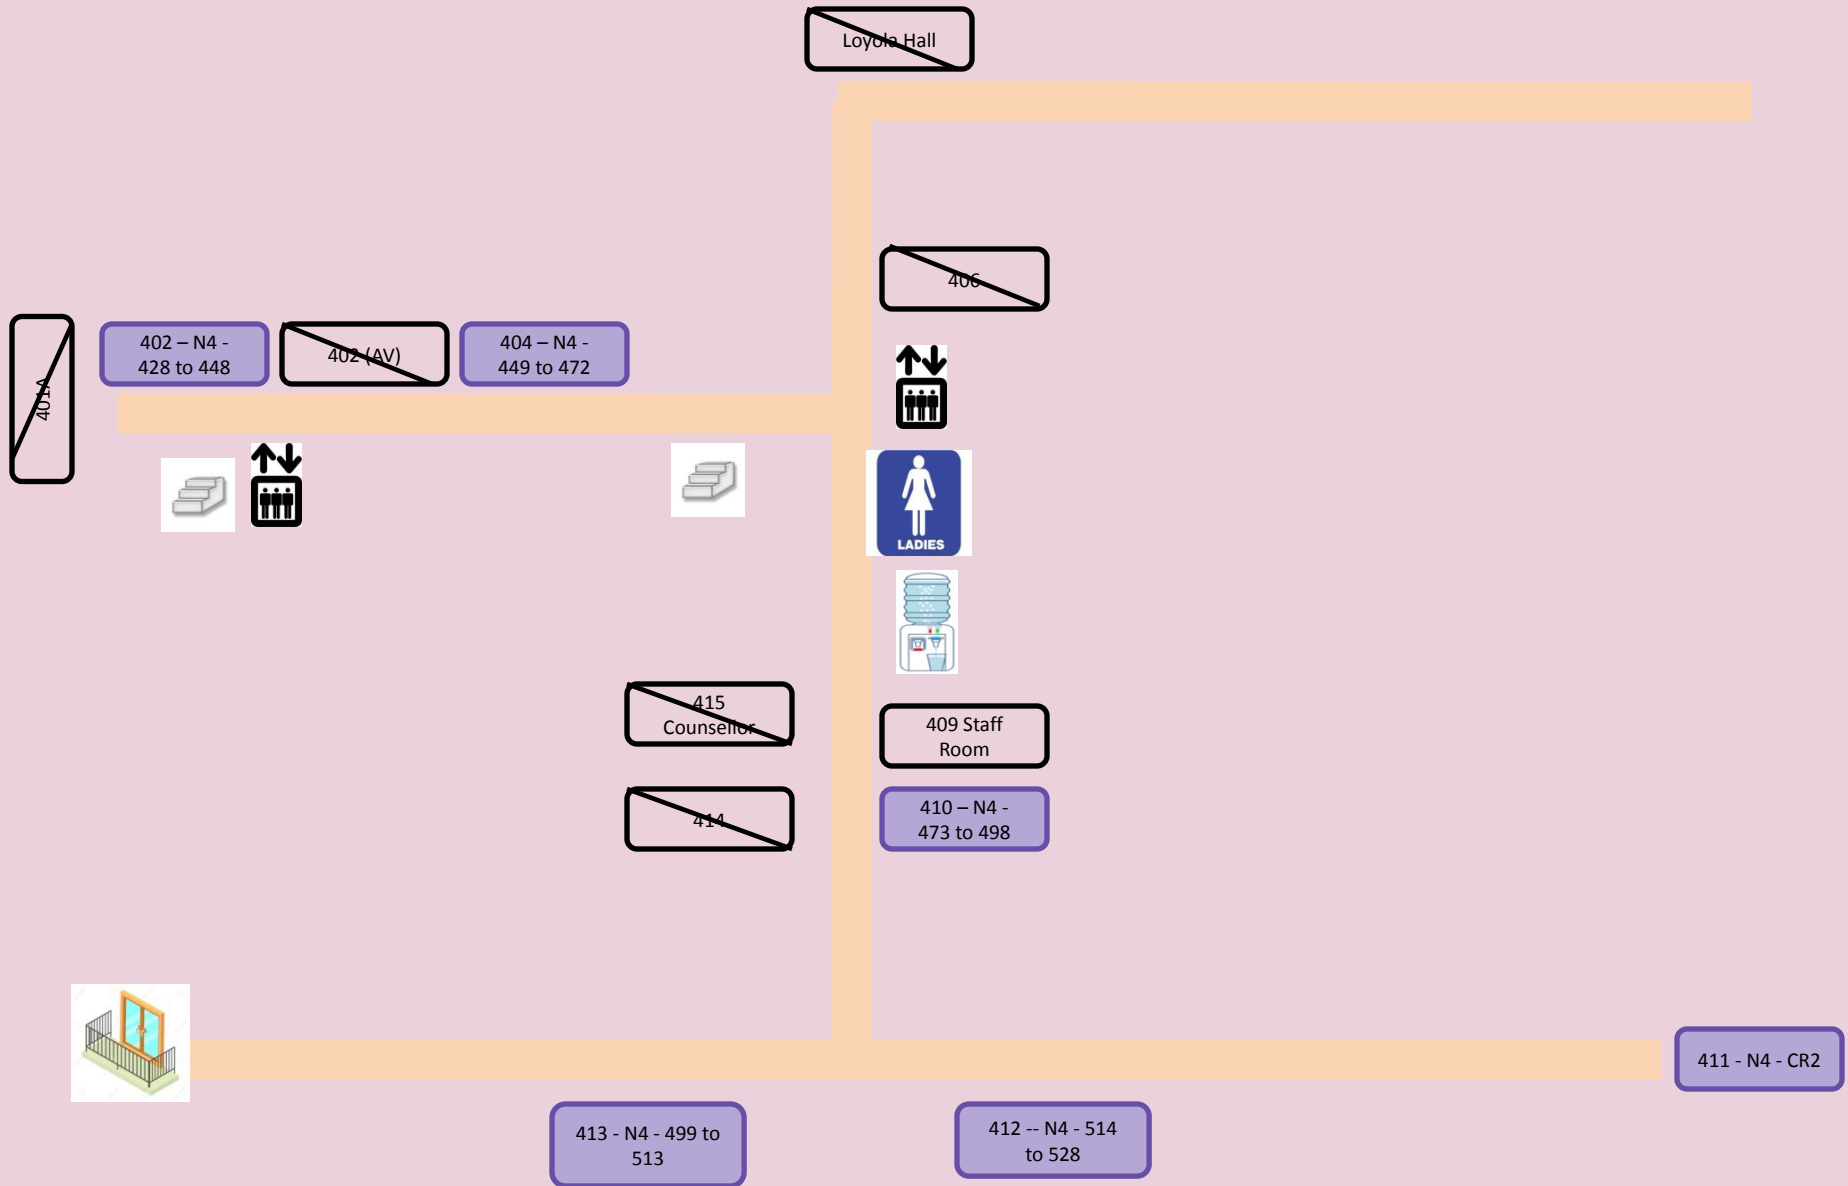 Loyola Hall
406
401A
402 – N4 -
428 to 448
402 (AV)
404 – N4 -
449 to 472
LADIES
415
Counsellor
409 Staff
Room
414
410 – N4 -
473 to 498
411 - N4 - CR2
413 - N4 - 499 to
513
412 -- N4 - 514
to 528